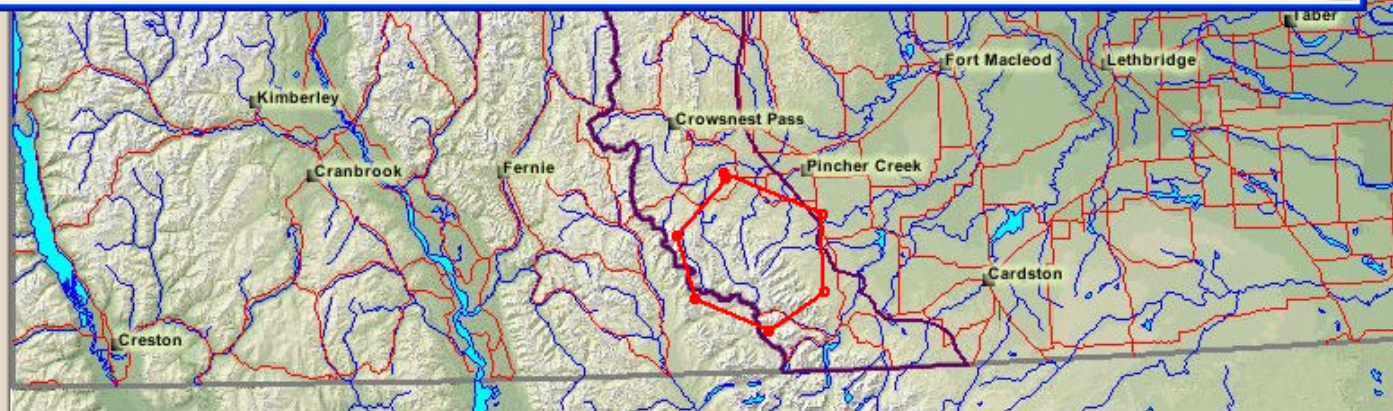 Taber
Fort Macleod
Lethbridge
Kimberley
Crowsnest Pass
Cranbrook
Fernie
Pincher Creek
Cardston
Creston